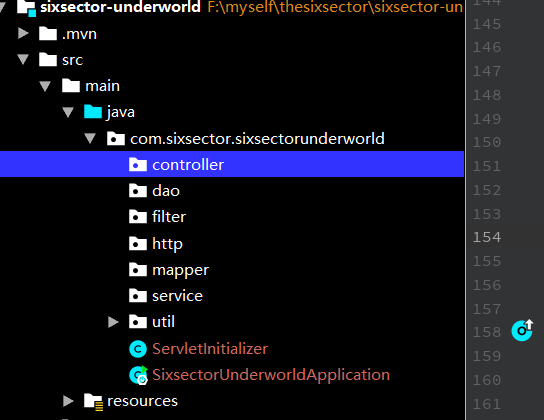 sixsector-underworld F:\myself\thesixsector\sixsector-un
.mvn
src
main
java
com.sixsector.sixsectorunderworld
controller
dao
filter
http
mapper
service
util
ServletInitializer
SixsectorUnderworldApplication
resources
144
145
146
147
148
149
150
151
152
153
154
155
156
157
158
159
160
161